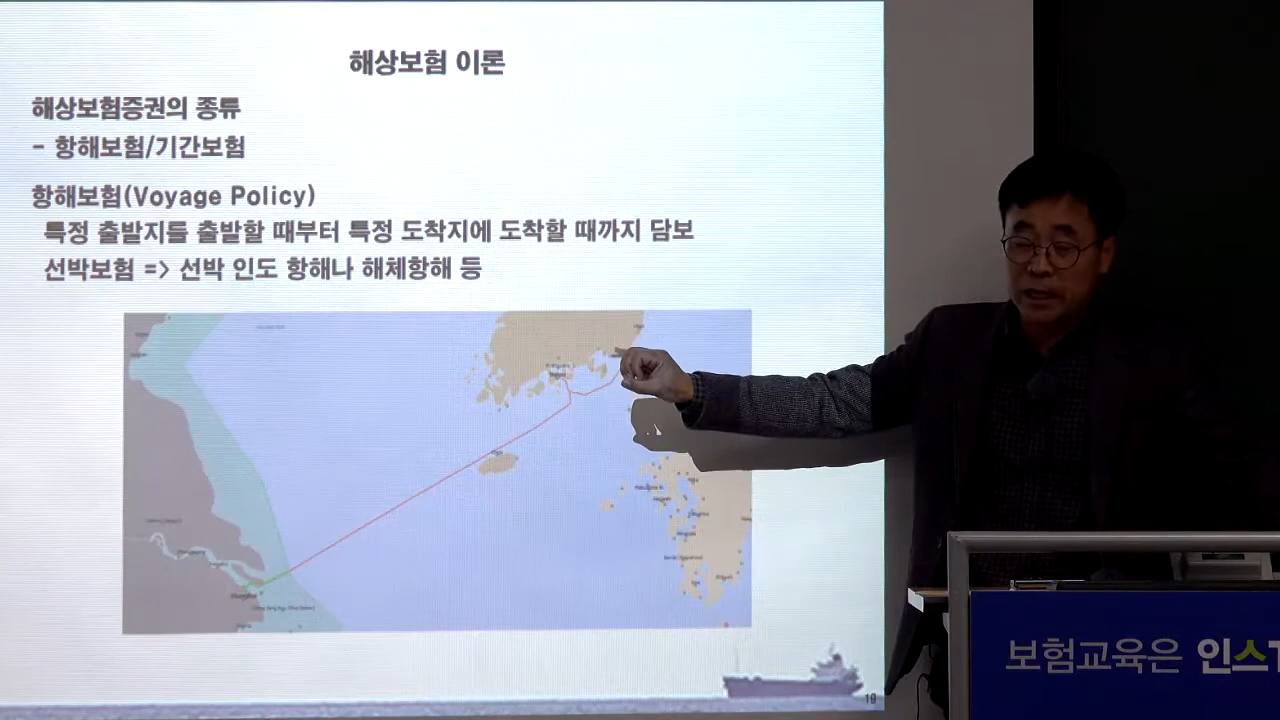 해상보험 이론
해상보험증권의 종류
- 항해보험/기간보험
항해보험(Voyage Policy)
특정 출발지를 출발할 때부터 특정 도착지에 도착할 때까지 담보
선박보험 => 선박 인도 항해나 해체항해 등
19
보험교육은 인스